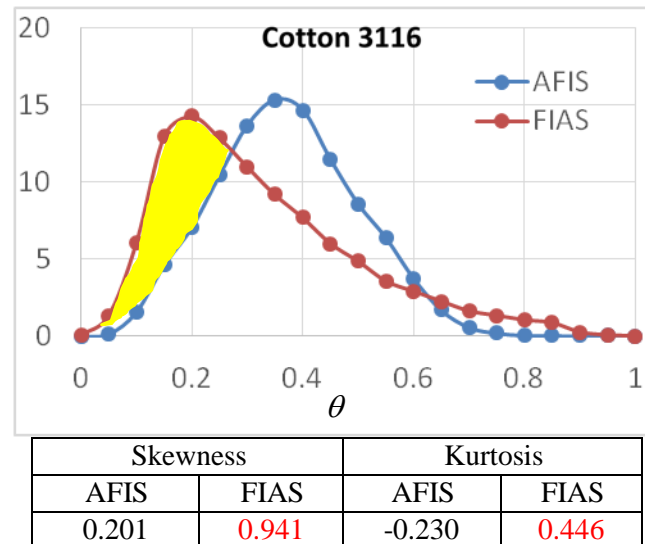 Cotton 3116
20
15
10
5
0
AFIS
FIAS
0 0.2 0.4 0.6 0.8 1
θ
Skewness Kurtosis
AFIS FIAS AFIS FIAS
0.201 0.941 -0.230 0.446